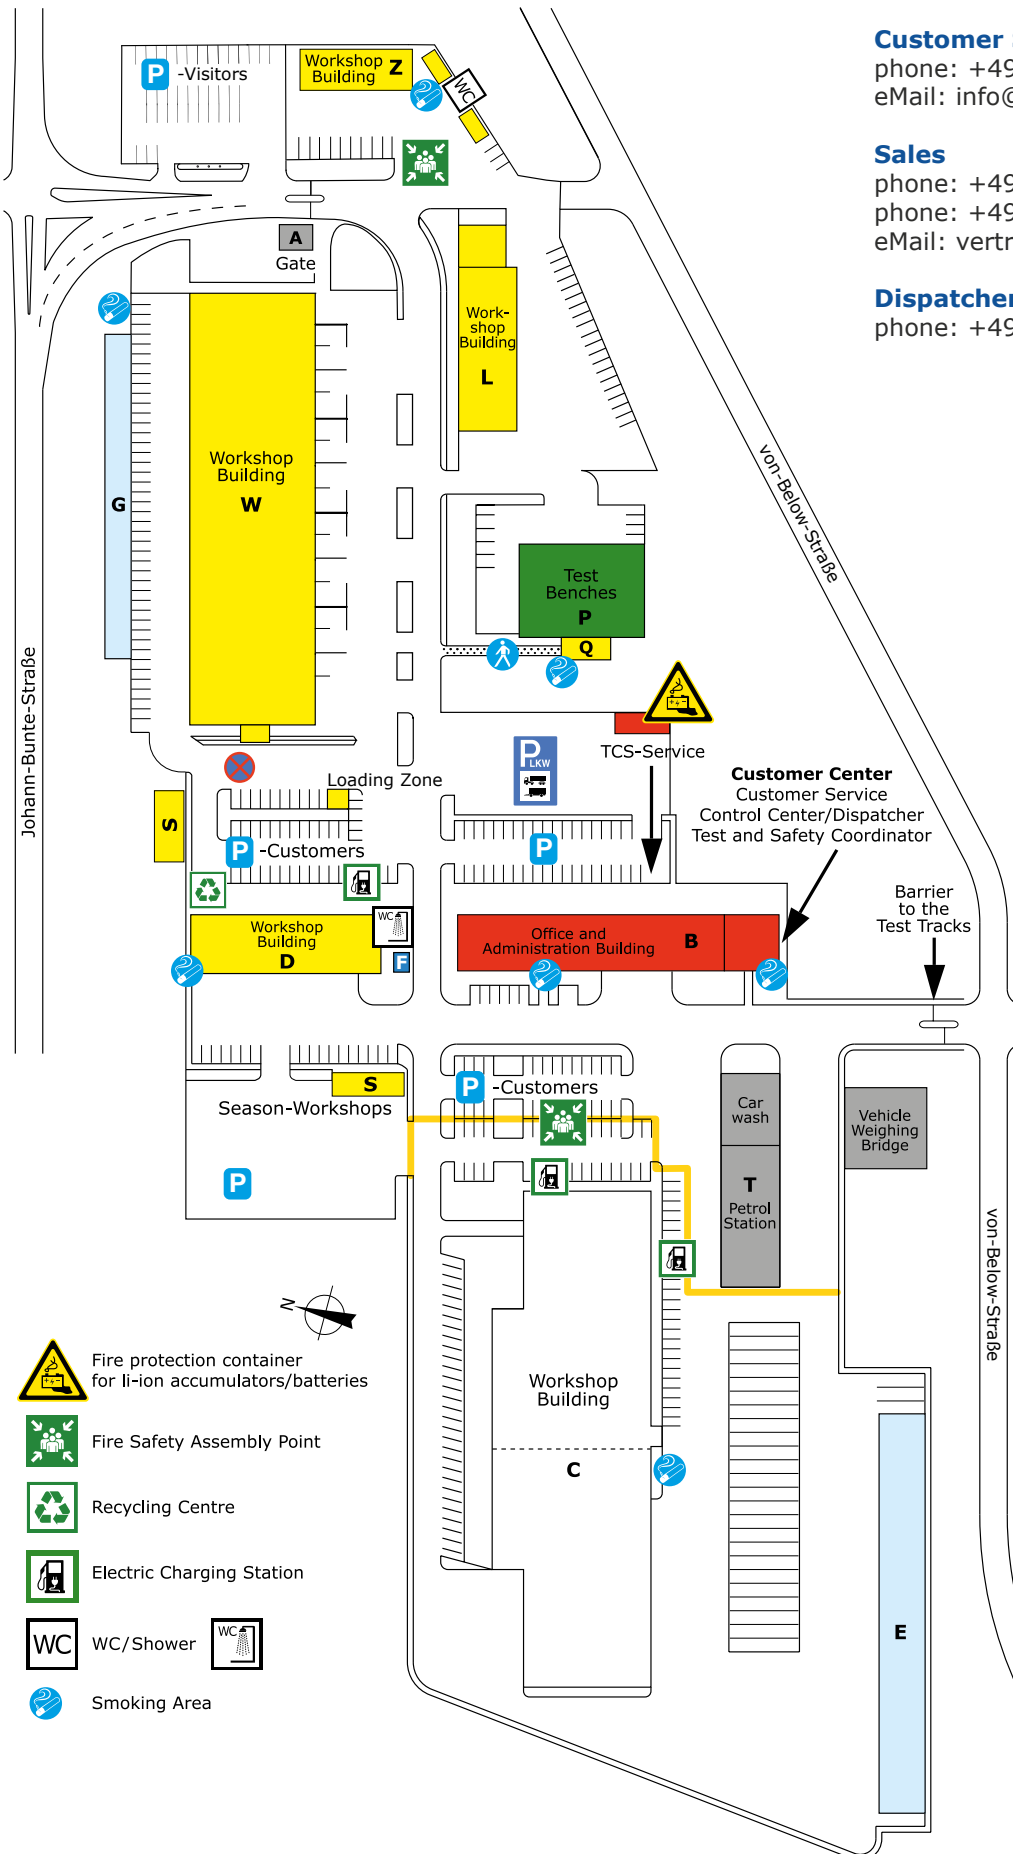 Customer
phone: +49
eMail: info@
Sales
phone: +49
phone: +49
eMail: vertr
Dispatcher
phone: +49
P -Visitors
Workshop
Building Z
WC
A
Gate
Work-
shop
Building
L
Workshop
Building
W
G
von-Below-Straße
Test
Benches
P
Q
Johann-Bunte-Straße
TCS-Service
P
LKW
Loading Zone
Customer Center
Customer Service
Control Center/Dispatcher
Test and Safety Coordinator
S
P -Customers
P
Barrier
to the
Test Tracks
WC
Workshop
Building
D
F
Office and
Administration Building B
S
Season-Workshops
P -Customers
P
Car
wash
T
Petrol
Station
Vehicle
Weighing
Bridge
von-Below-Straße
N
Workshop
Building
C
E
Fire protection container
for li-ion accumulators/batteries
Fire Safety Assembly Point
Recycling Centre
Electric Charging Station
WC WC/Shower WC
Smoking Area